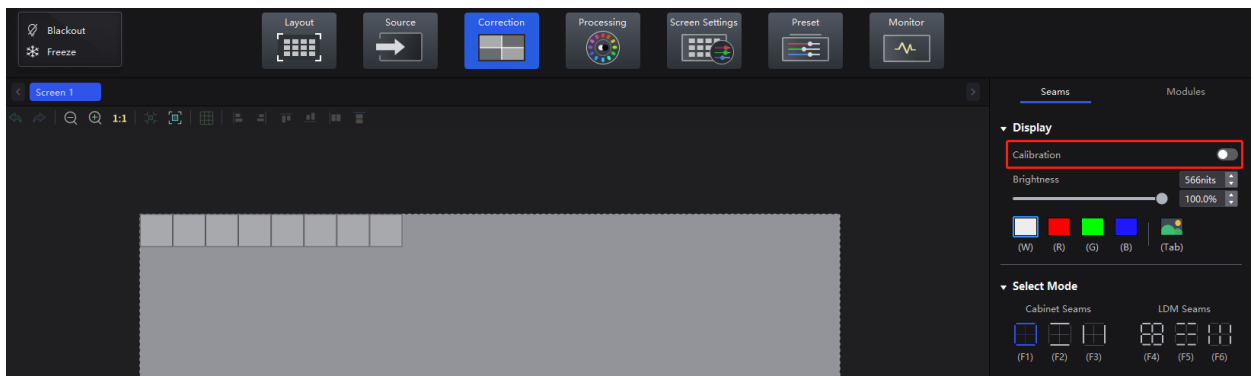 Blackout
Freeze
Layout
Source
Correction
Processing
Screen Settings
Preset
Monitor
Screen 1
1:1
Seams
Modules
Display
Calibration
Brightness
566nits
100.0%
(W) (R) (G) (B) (Tab)
Select Mode
Cabinet Seams
LDM Seams
(F1) (F2) (F3) (F4) (F5) (F6)